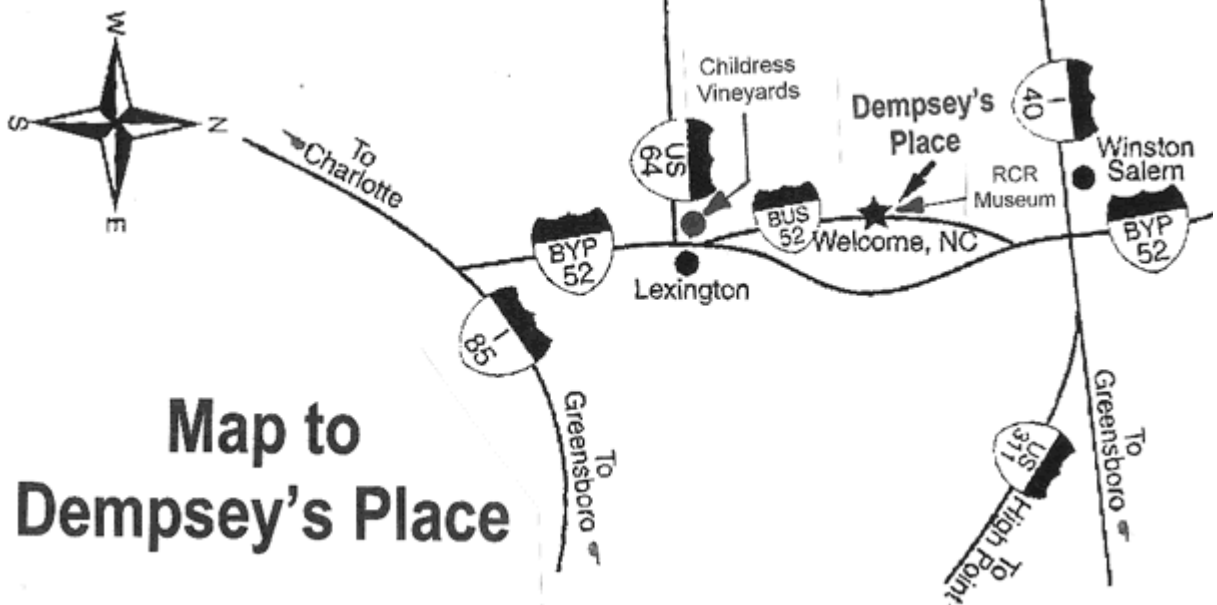 W
S
N
E
To
Charlotte
BYP
52
I
85
To
Greensboro
US
64
Childress
Vineyards
Lexington
BUS
52
Dempsey's
Place
Welcome, NC
RCR
Museum
I
40
Winston
Salem
BYP
52
To
Greensboro
US
311
To
High Point
Map to
Dempsey's Place